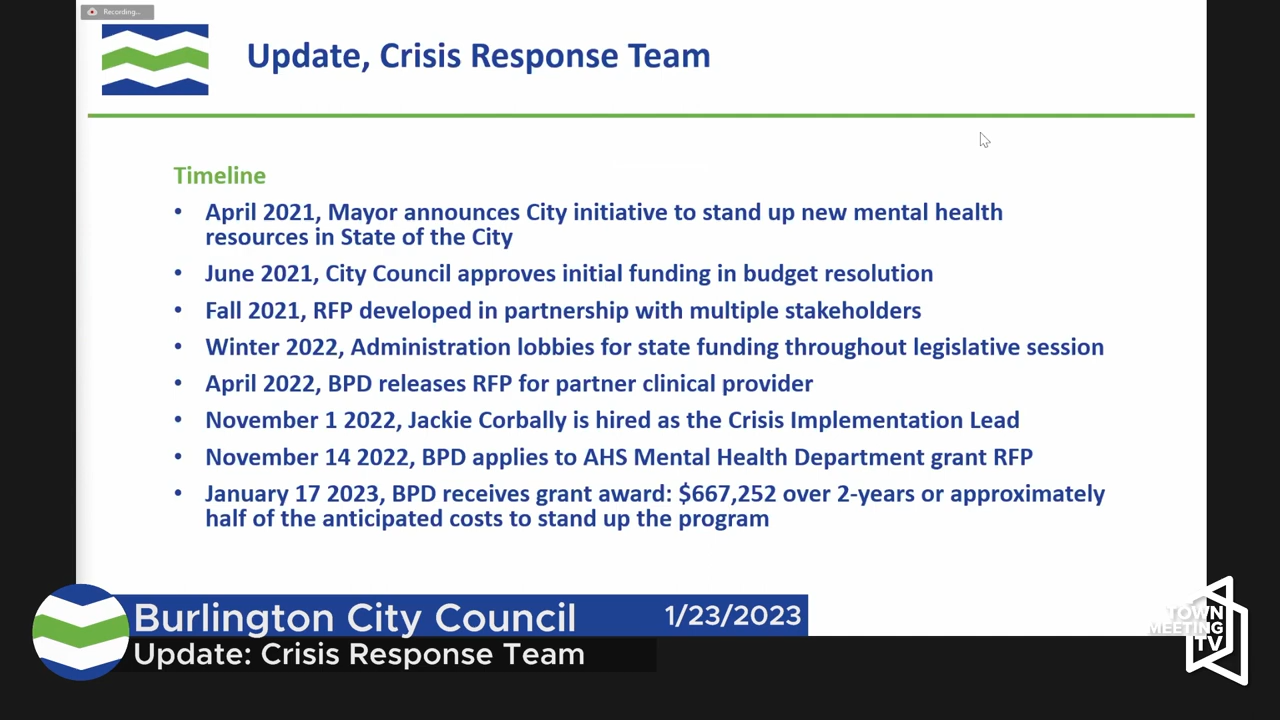 Recording...
Update, Crisis Response Team
Timeline
• April 2021, Mayor announces City initiative to stand up new mental health
resources in State of the City
• June 2021, City Council approves initial funding in budget resolution
• Fall 2021, RFP developed in partnership with multiple stakeholders
• Winter 2022, Administration lobbies for state funding throughout legislative session
• April 2022, BPD releases RFP for partner clinical provider
• November 1 2022, Jackie Corbally is hired as the Crisis Implementation Lead
• November 14 2022, BPD applies to AHS Mental Health Department grant RFP
• January 17 2023, BPD receives grant award: $667,252 over 2-years or approximately
half of the anticipated costs to stand up the program
Burlington City Council 1/23/2023
Update: Crisis Response Team
TOWN
MEETING
TV